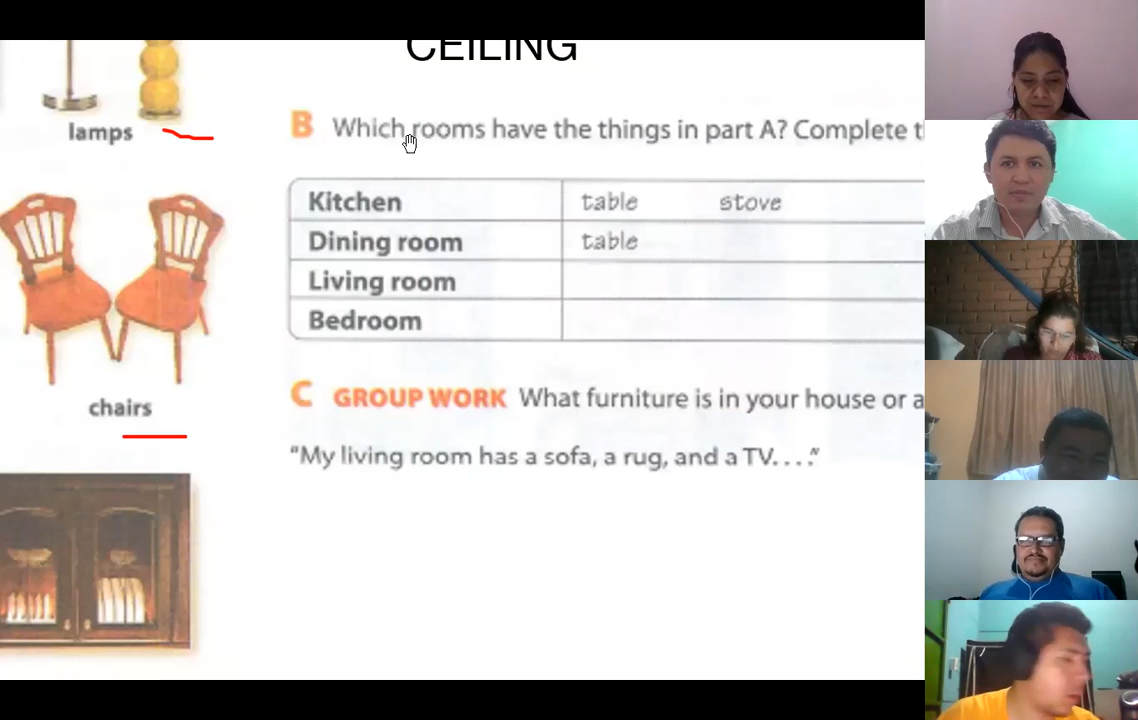 CEILING
lamps
B Which rooms have the things in part A? Complete
Kitchen table stove
Dining room table
Living room
Bedroom
chairs
C GROUP WORK What furniture is in your house or a
"My living room has a sofa, a rug, and a TV. . . ."